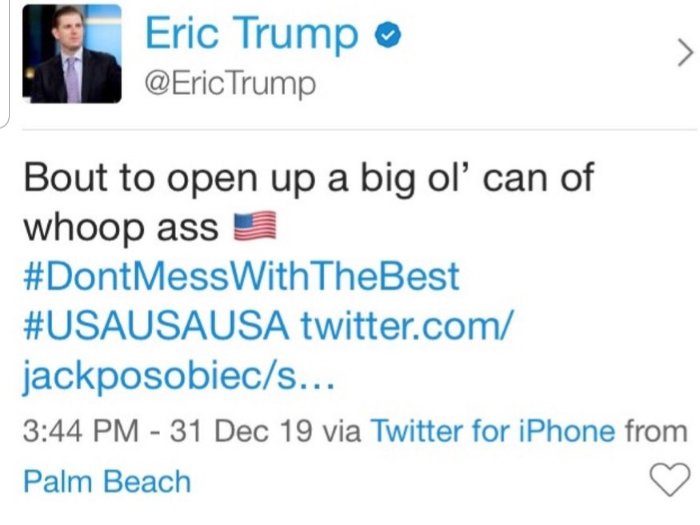 Eric Trump
@EricTrump
Bout to open up a big ol’ can of
whoop ass 🇺🇸
#DontMessWithTheBest
#USAUSAUSA twitter.com/
jackposobiec/s...
3:44 PM - 31 Dec 19 via Twitter for iPhone from
Palm Beach